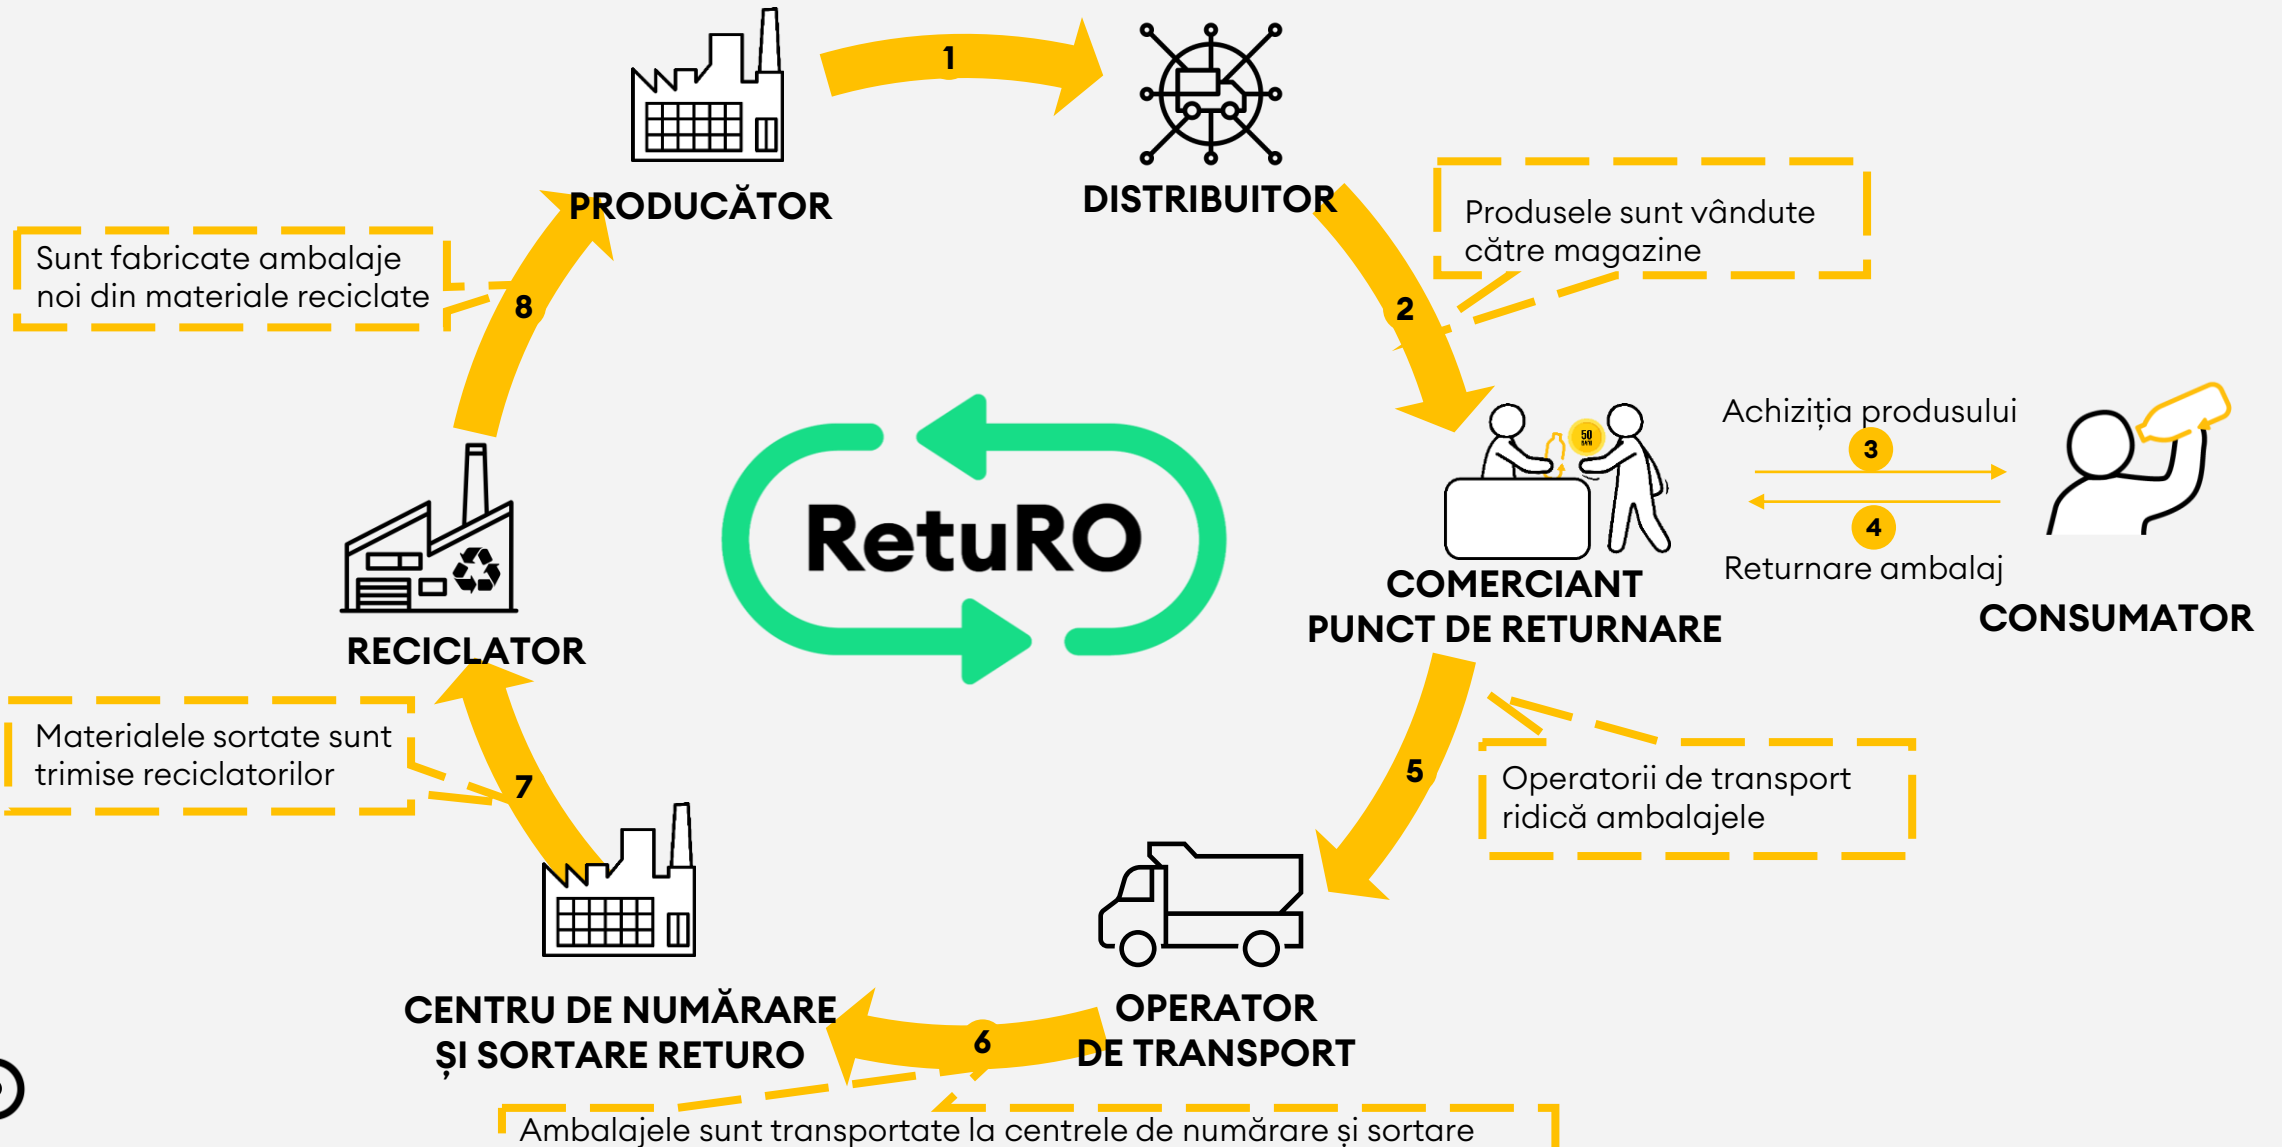 1
PRODUCĂTOR
DISTRIBUITOR
Produsele sunt vândute
către magazine
2
Sunt fabricate ambalaje
noi din materiale reciclate
8
RetuRO
50
BANI
Achiziția produsului
3
4
Returnare ambalaj
COMERCIANT
PUNCT DE RETURNARE
CONSUMATOR
RECICLATOR
Materialele sortate sunt
trimise reciclatorilor
7
5
Operatorii de transport
ridică ambalajele
CENTRU DE NUMĂRARE
ȘI SORTARE RETURO
6
OPERATOR
DE TRANSPORT
Ambalajele sunt transportate la centrele de numărare și sortare